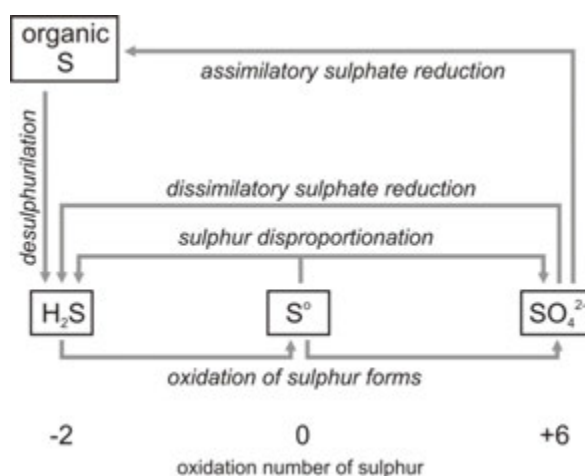 organic
S
assimilatory sulphate reduction
desulphurilation
dissimilatory sulphate reduction
sulphur disproportionation
H₂S
S°
SO₄²⁻
oxidation of sulphur forms
-2
0
+6
oxidation number of sulphur